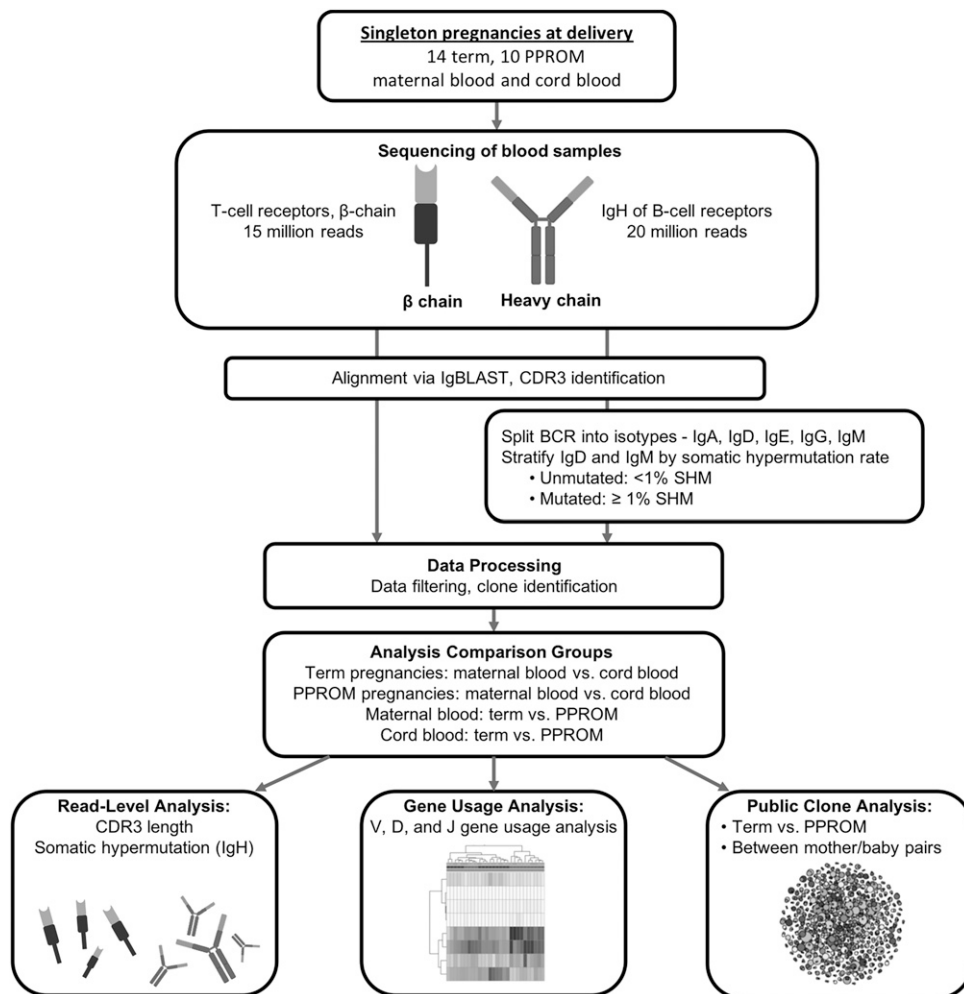 Singleton pregnancies at delivery
14 term, 10 PPROM
maternal blood and cord blood
Sequencing of blood samples
T-cell receptors, β-chain
15 million reads
IgH of B-cell receptors
20 million reads
β chain
Heavy chain
Alignment via IgBLAST, CDR3 identification
Split BCR into isotypes - IgA, IgD, IgE, IgG, IgM
Stratify IgD and IgM by somatic hypermutation rate
• Unmutated: <1% SHM
• Mutated: ≥ 1% SHM
Data Processing
Data filtering, clone identification
Analysis Comparison Groups
Term pregnancies: maternal blood vs. cord blood
PPROM pregnancies: maternal blood vs. cord blood
Maternal blood: term vs. PPROM
Cord blood: term vs. PPROM
Read-Level Analysis:
CDR3 length
Somatic hypermutation (IgH)
Gene Usage Analysis:
V, D, and J gene usage analysis
Public Clone Analysis:
• Term vs. PPROM
• Between mother/baby pairs